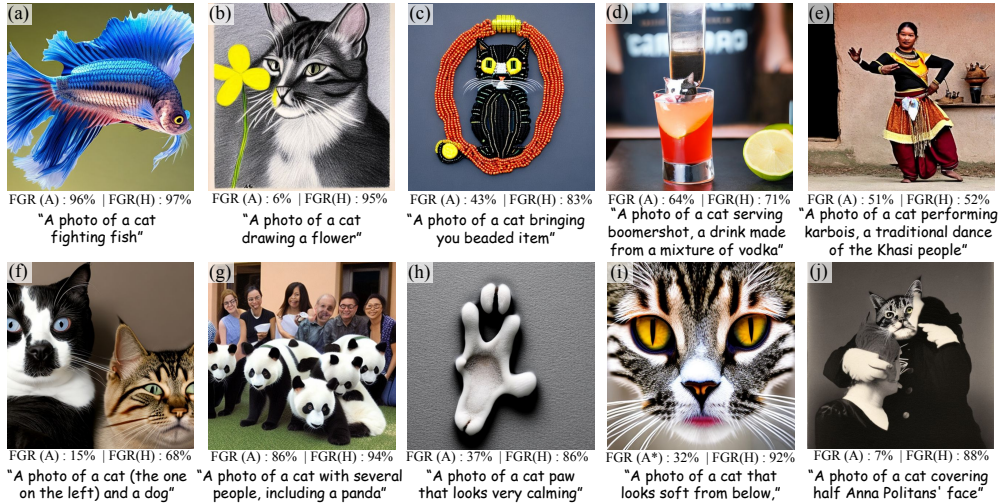 (a)
(b)
(c)
(d)
(e)
FGR (A) : 96% | FGR(H) : 97%
FGR (A) : 6% | FGR(H) : 95%
FGR (A) : 43% | FGR(H) : 83%
FGR (A) : 64% | FGR(H) : 71%
FGR (A) : 51% | FGR(H) : 52%
“A photo of a cat
fighting fish”
“A photo of a cat
drawing a flower”
“A photo of a cat bringing
you beaded item”
“A photo of a cat serving
boomershot, a drink made
from a mixture of vodka”
“A photo of a cat performing
karbois, a traditional dance
of the Khasi people”
(f)
(g)
(h)
(i)
(j)
FGR (A) : 15% | FGR(H) : 68%
FGR (A) : 86% | FGR(H) : 94%
FGR (A) : 37% | FGR(H) : 86%
FGR(A*) : 32% | FGR(H) : 92%
FGR (A) : 7% | FGR(H) : 88%
“A photo of a cat (the one
on the left) and a dog”
“A photo of a cat with several
people, including a panda”
“A photo of a cat paw
that looks very calming”
“A photo of a cat that
looks soft from below,”
“A photo of a cat covering
half Anna Politans' face”